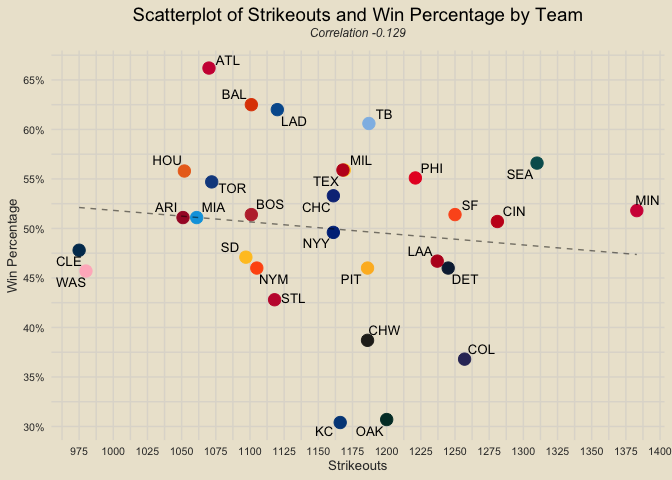 Scatterplot of Strikeouts and Win Percentage by Team
Correlation -0.129
Win Percentage
65%
60%
55%
50%
45%
40%
35%
30%
ATL
BAL
LAD
TB
HOU
TOR
MIL
TEX
PHI
SEA
CHC
ARI
MIA
BOS
SF
CIN
MIN
NYY
CLE
WAS
SD
NYM
STL
PIT
LAA
DET
CHW
COL
KC
OAK
975 1000 1025 1050 1075 1100 1125 1150 1175 1200 1225 1250 1275 1300 1325 1350 1375 1400
Strikeouts